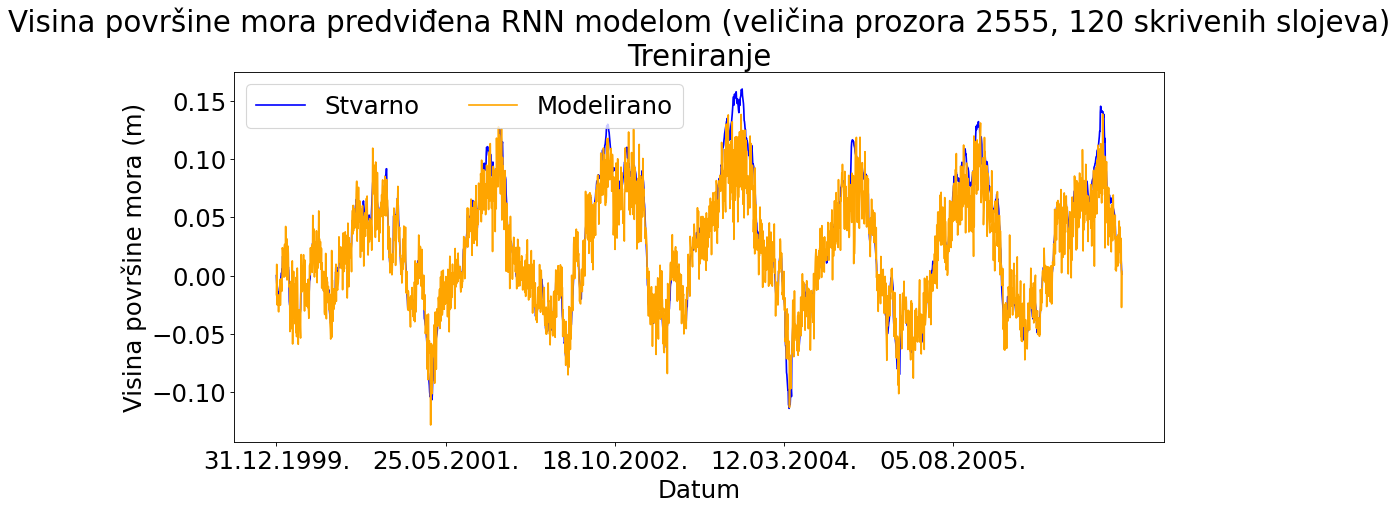 Visina površine mora predviđena RNN modelom (veličina prozora 2555, 120 skrivenih slojeva)
Treniranje
Stvarno
Modelirano
Visina površine mora (m)
0.15
0.10
0.05
0.00
−0.05
−0.10
31.12.1999.
25.05.2001.
18.10.2002.
12.03.2004.
05.08.2005.
Datum